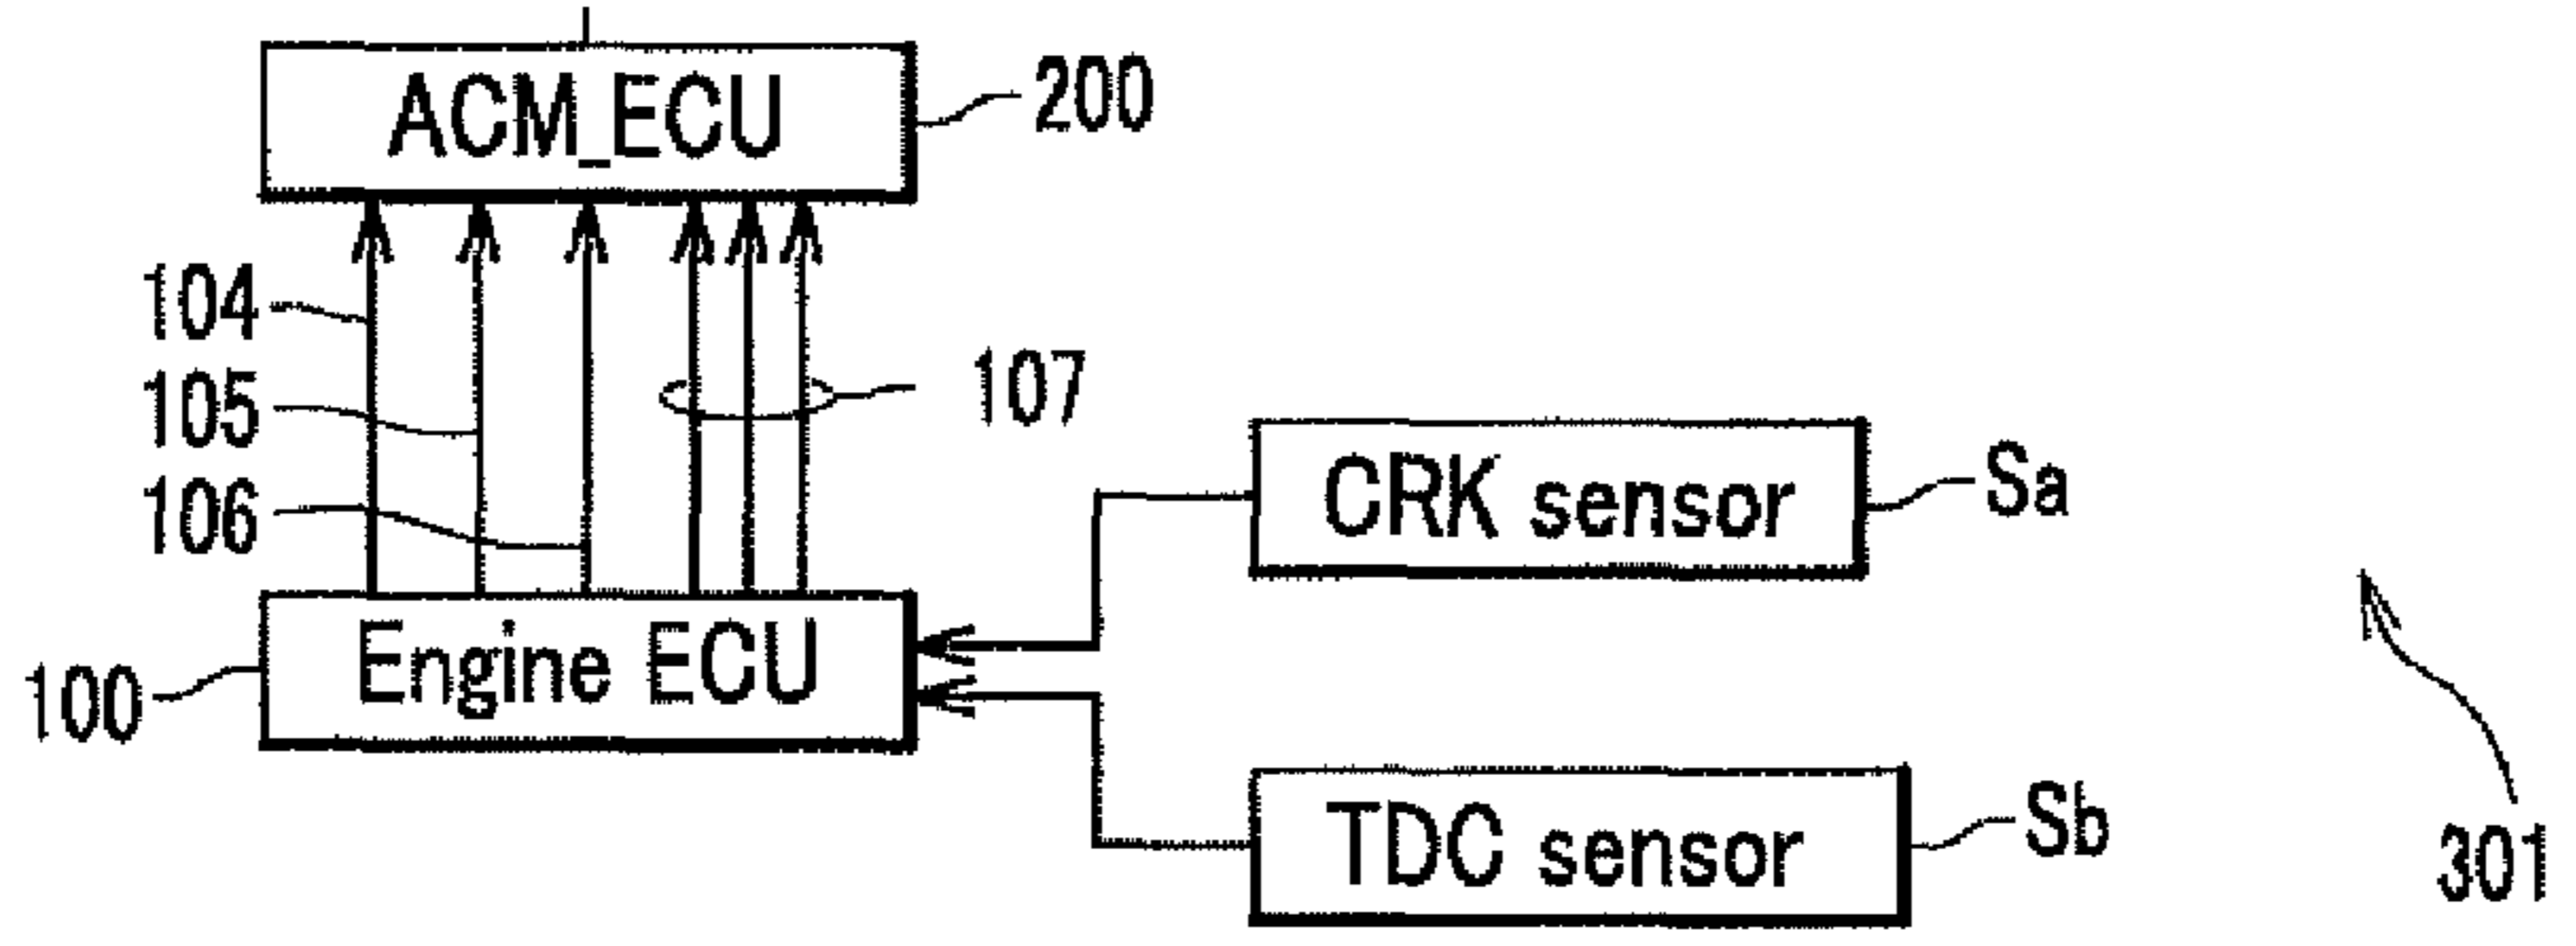 ACM_ECU
200
104
105
106
107
CRK sensor
Sa
Engine ECU
100
TDC sensor
Sb
301